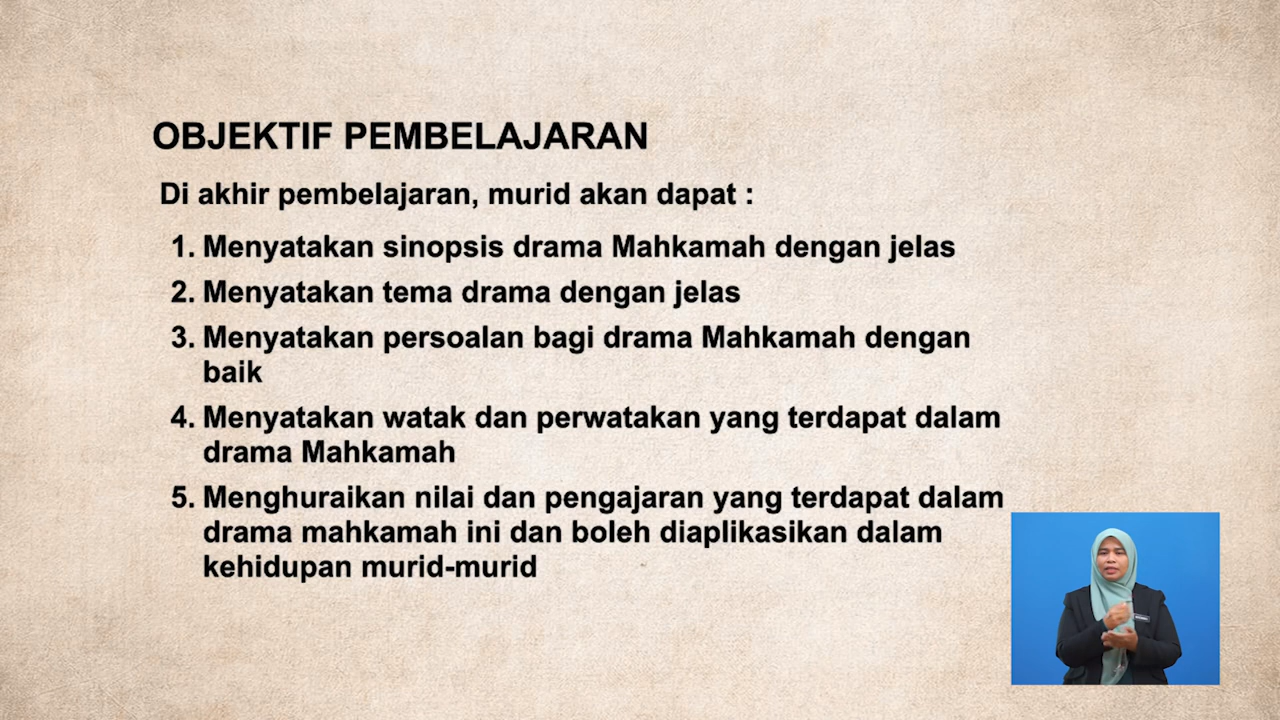 OBJEKTIF PEMBELAJARAN
Di akhir pembelajaran, murid akan dapat :
1. Menyatakan sinopsis drama Mahkamah dengan jelas
2. Menyatakan tema drama dengan jelas
3. Menyatakan persoalan bagi drama Mahkamah dengan
baik
4. Menyatakan watak dan perwatakan yang terdapat dalam
drama Mahkamah
5. Menghuraikan nilai dan pengajaran yang terdapat dalam
drama mahkamah ini dan boleh diaplikasikan dalam
kehidupan murid-murid